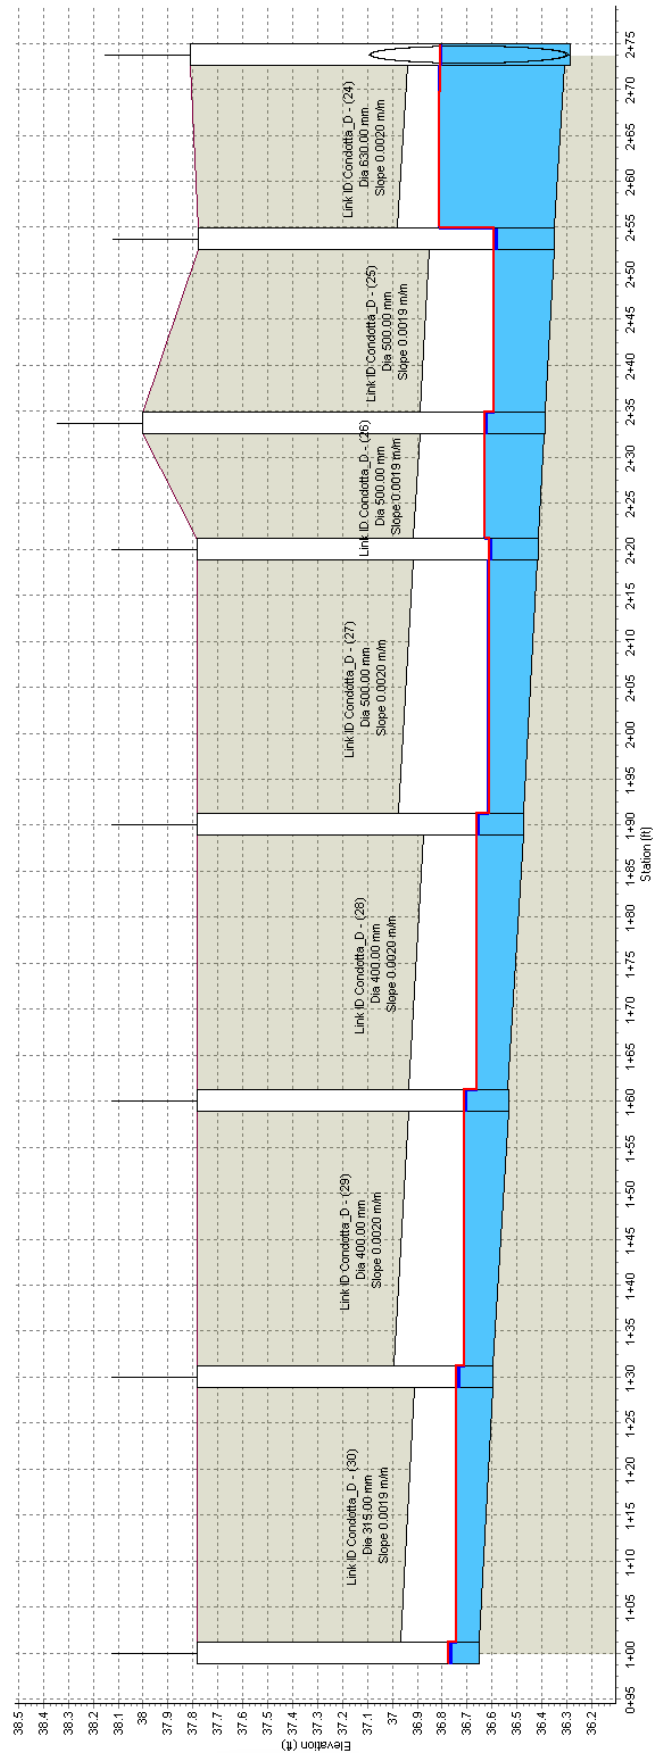 38.5
38.4
38.3
38.2
38.1
38
37.9
37.8
37.7
37.6
37.5
37.4
37.3
37.2
37.1
37
36.9
36.8
36.7
36.6
36.5
36.4
36.3
36.2
Elevation (ft)
Link ID Condotta_D - (30)
Dia 315.00 mm
Slope 0.0019 m/m
Link ID Condotta_D - (29)
Dia 400.00 mm
Slope 0.0020 m/m
Link ID Condotta_D - (28)
Dia 400.00 mm
Slope 0.0020 m/m
Link ID Condotta_D - (27)
Dia 500.00 mm
Slope 0.0020 m/m
Link ID Condotta_D - (26)
Dia 500.00 mm
Slope 0.0019 m/m
Link ID Condotta_D - (25)
Dia 500.00 mm
Slope 0.0019 m/m
Link ID Condotta_D - (24)
Dia 630.00 mm
Slope 0.0020 m/m
0+95
1+00
1+05
1+10
1+15
1+20
1+25
1+30
1+35
1+40
1+45
1+50
1+55
1+60
1+65
1+70
1+75
1+80
1+85
1+90
1+95
2+00
2+05
2+10
2+15
2+20
2+25
2+30
2+35
2+40
2+45
2+50
2+55
2+60
2+65
2+70
2+75
Station (ft)